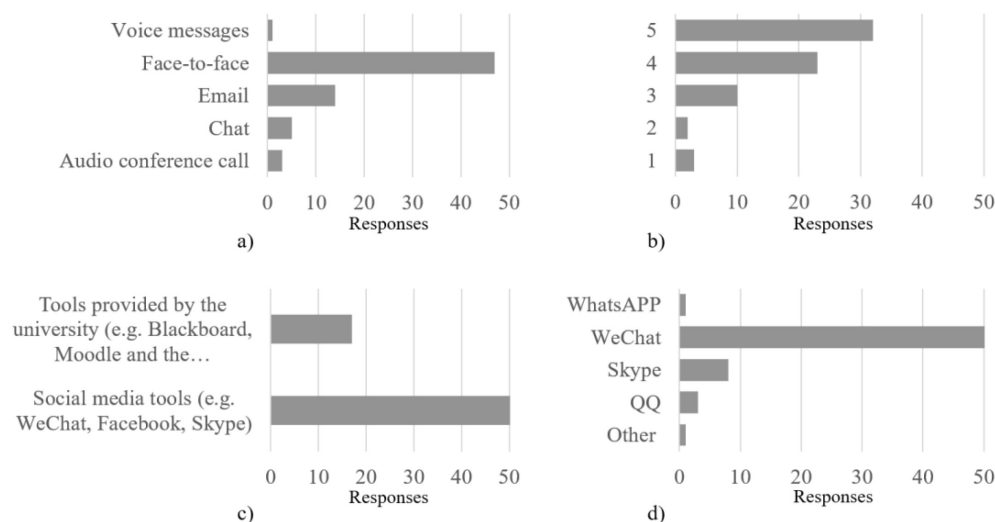 Voice messages
Face-to-face
Email
Chat
Audio conference call
0 10 20 30 40 50
Responses
a)
5
4
3
2
1
0 10 20 30 40 50
Responses
b)
Tools provided by the
university (e.g. Blackboard,
Moodle and the…
Social media tools (e.g.
WeChat, Facebook, Skype)
0 10 20 30 40 50
Responses
c)
WhatsAPP
WeChat
Skype
QQ
Other
0 10 20 30 40 50
Responses
d)